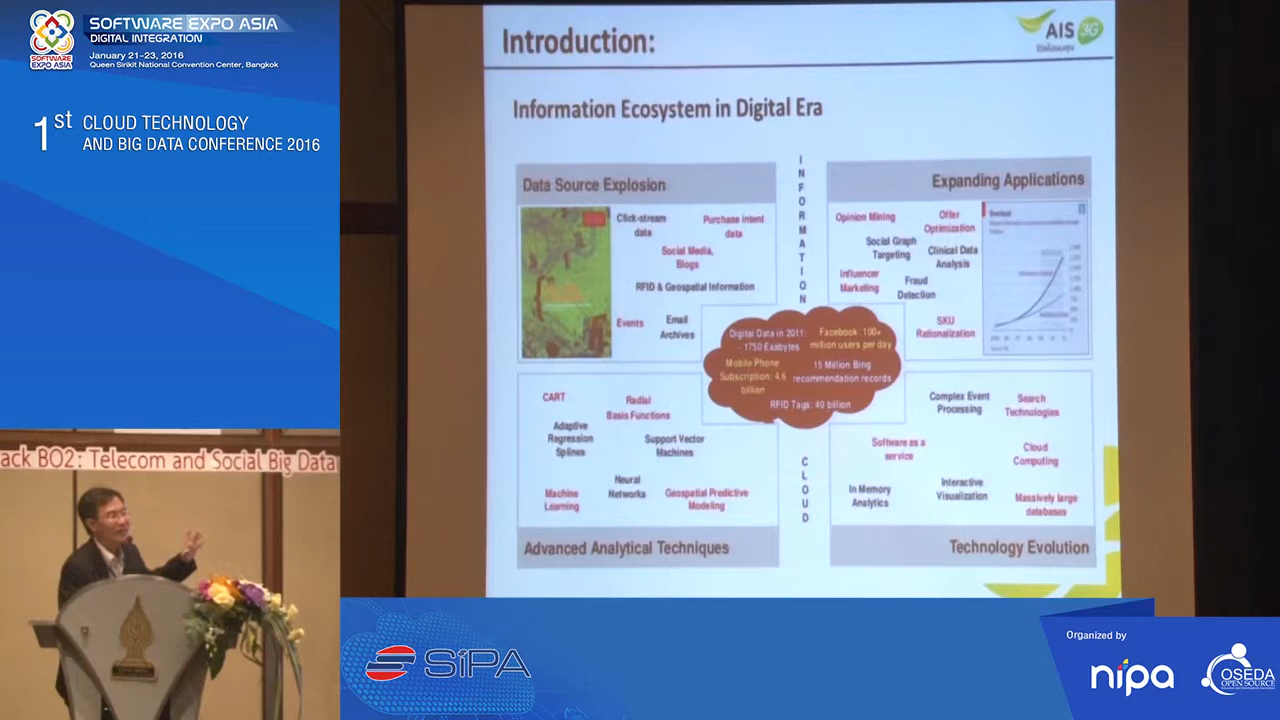 SOFTWARE EXPO ASIA
DIGITAL INTEGRATION
January 21-23, 2016
Queen Sirikit National Convention Center, Bangkok
SOFTWARE
EXPO ASIA
1st CLOUD TECHNOLOGY
AND BIG DATA CONFERENCE 2016
ack BO2: Telecom and Social Big Data
Introduction:
AIS 3G
Information Ecosystem in Digital Era
INFORMATION
CLOUD
Data Source Explosion
Click-stream
data
Purchase intent
data
Social Media,
Blogs
RFID & Geospatial Information
Events
Email
Archives
Expanding Applications
Opinion Mining
Offer
Optimization
Social Graph
Targeting
Clinical Data
Analysis
Influencer
Marketing
Fraud
Detection
SKU
Rationalization
Digital Data in 2011:
- 1750 Exabytes
Facebook: 100+
million users per day
Mobile Phone
Subscription: 4.6
billion
15 Million Bing
recommendation records
RFID Tags: 40 billion
CART
Radial
Basis Functions
Adaptive
Regression
Splines
Support Vector
Machines
Neural
Networks
Machine
Learning
Geospatial Predictive
Modeling
Advanced Analytical Techniques
Complex Event
Processing
Search
Technologies
Software as a
service
Cloud
Computing
In Memory
Analytics
Interactive
Visualization
Massively large
databases
Technology Evolution
SiPA
Organized by
nipa
OSEDA
OPEN SOURCE